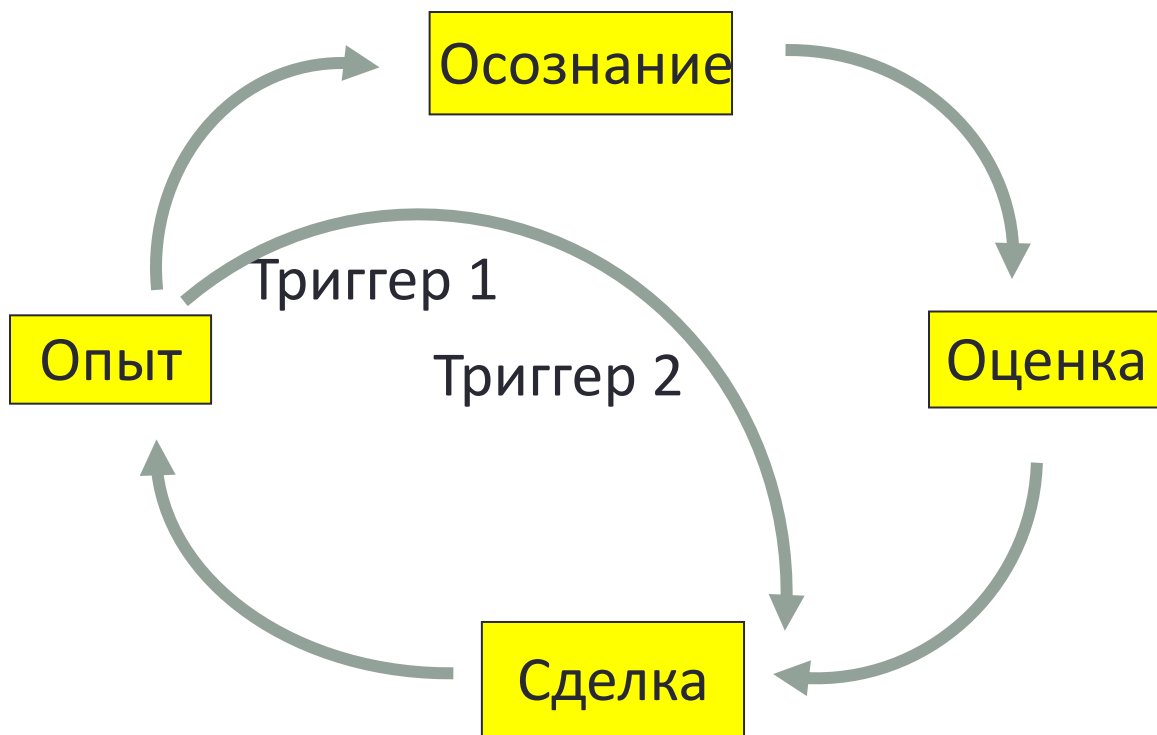 Осознание
Триггер 1
Опыт
Триггер 2
Оценка
Сделка